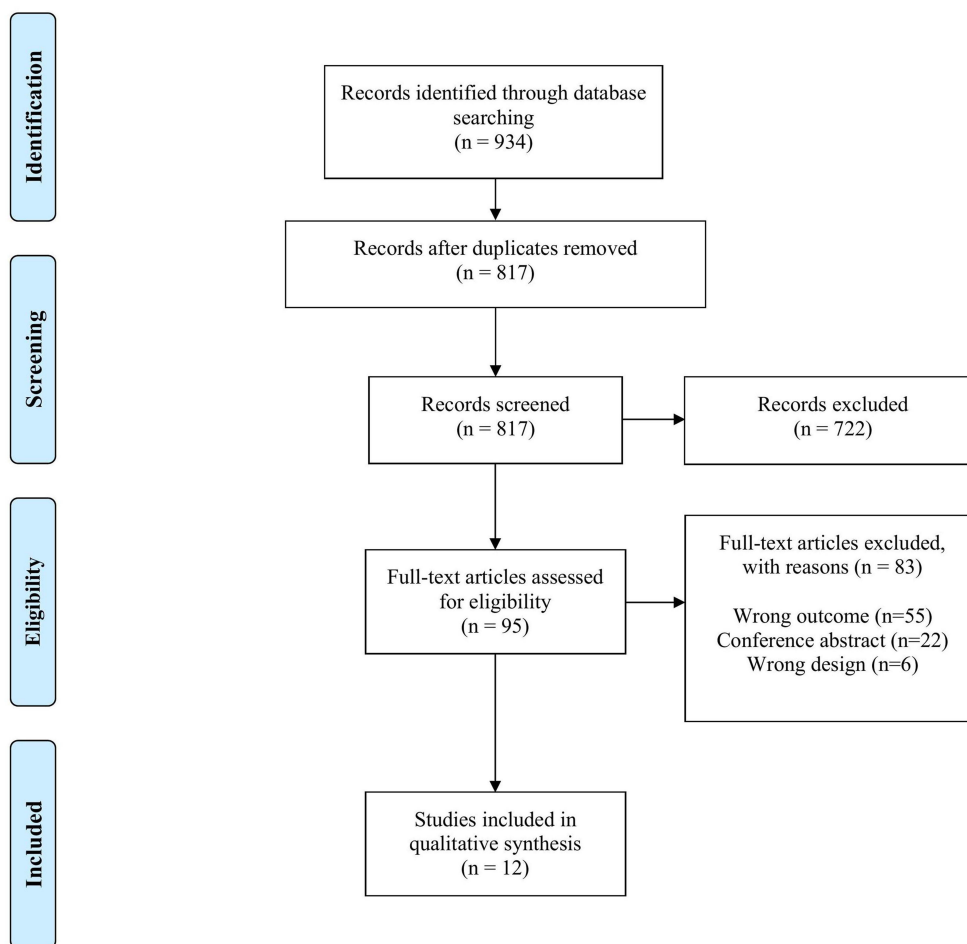 Identification
Records identified through database
searching
(n = 934)
Records after duplicates removed
(n = 817)
Screening
Records screened
(n = 817)
Records excluded
(n = 722)
Eligibility
Full-text articles assessed
for eligibility
(n = 95)
Full-text articles excluded,
with reasons (n = 83)
Wrong outcome (n=55)
Conference abstract (n=22)
Wrong design (n=6)
Included
Studies included in
qualitative synthesis
(n = 12)